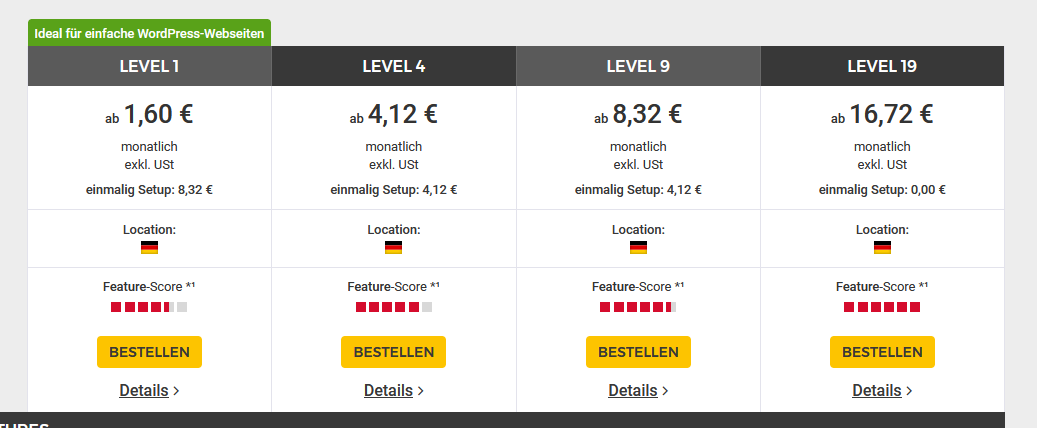 Ideal für einfache WordPress-Webseiten
LEVEL 1
ab 1,60 €
monatlich
exkl. USt
einmalig Setup: 8,32 €
Location:
Feature-Score *¹
BESTELLEN
Details >
LEVEL 4
ab 4,12 €
monatlich
exkl. USt
einmalig Setup: 4,12 €
Location:
Feature-Score *¹
BESTELLEN
Details >
LEVEL 9
ab 8,32 €
monatlich
exkl. USt
einmalig Setup: 4,12 €
Location:
Feature-Score *¹
BESTELLEN
Details >
LEVEL 19
ab 16,72 €
monatlich
exkl. USt
einmalig Setup: 0,00 €
Location:
Feature-Score *¹
BESTELLEN
Details >